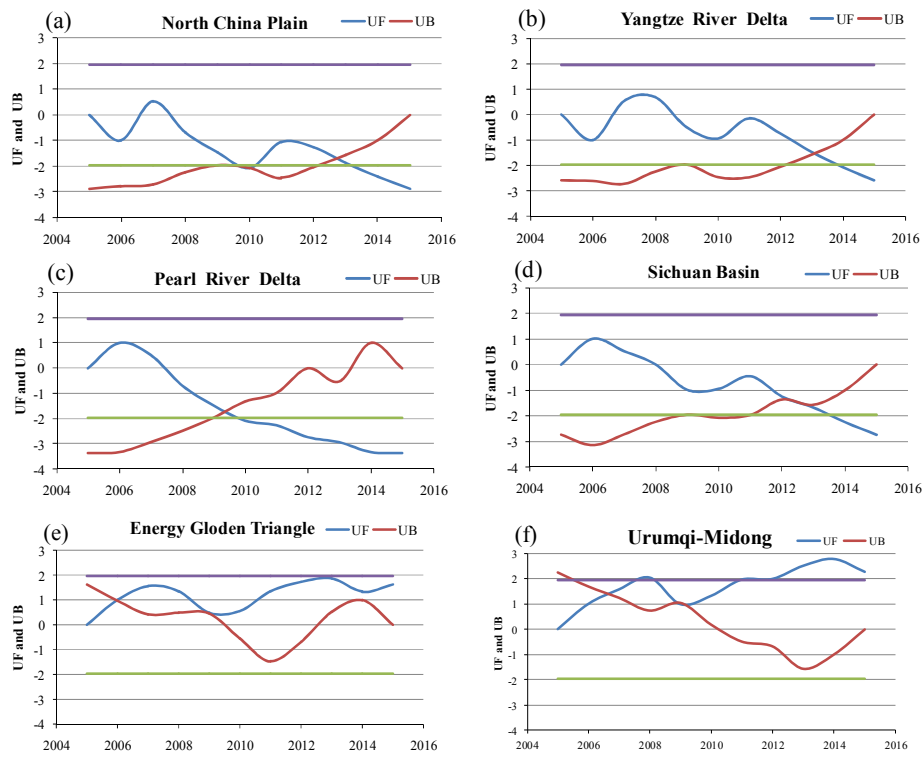 (a) North China Plain UF UB
3
2
1
0
-1
-2
-3
-4
UF and UB
2004 2006 2008 2010 2012 2014 2016
(b) Yangtze River Delta UF UB
3
2
1
0
-1
-2
-3
-4
UF and UB
2004 2006 2008 2010 2012 2014 2016
(c) Pearl River Delta UF UB
3
2
1
0
-1
-2
-3
-4
UF and UB
2004 2006 2008 2010 2012 2014 2016
(d) Sichuan Basin UF UB
3
2
1
0
-1
-2
-3
-4
UF and UB
2004 2006 2008 2010 2012 2014 2016
(e) Energy Gloden Triangle UF UB
3
2
1
0
-1
-2
-3
-4
UF and UB
2004 2006 2008 2010 2012 2014 2016
(f) Urumqi-Midong UF UB
3
2
1
0
-1
-2
-3
-4
UF and UB
2004 2006 2008 2010 2012 2014 2016